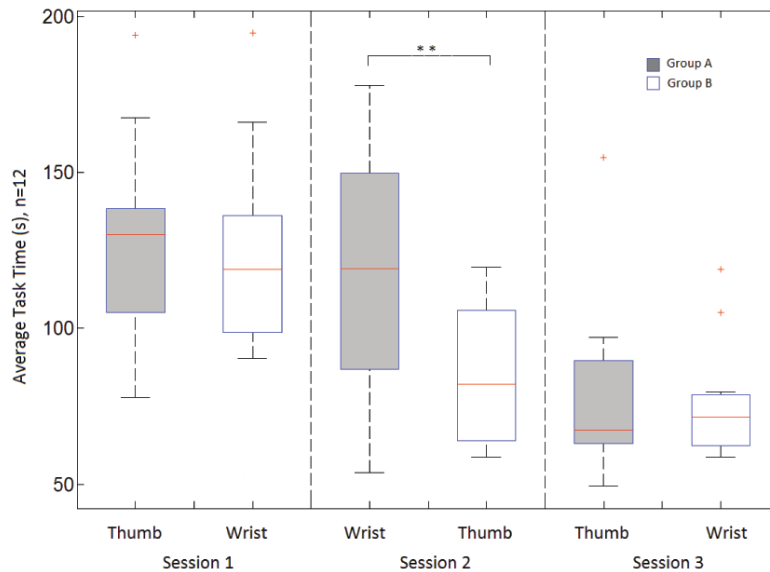 200
150
100
50
Average Task Time (s), n=12
**
Group A
Group B
Thumb Wrist Wrist Thumb Thumb Wrist
Session 1 Session 2 Session 3